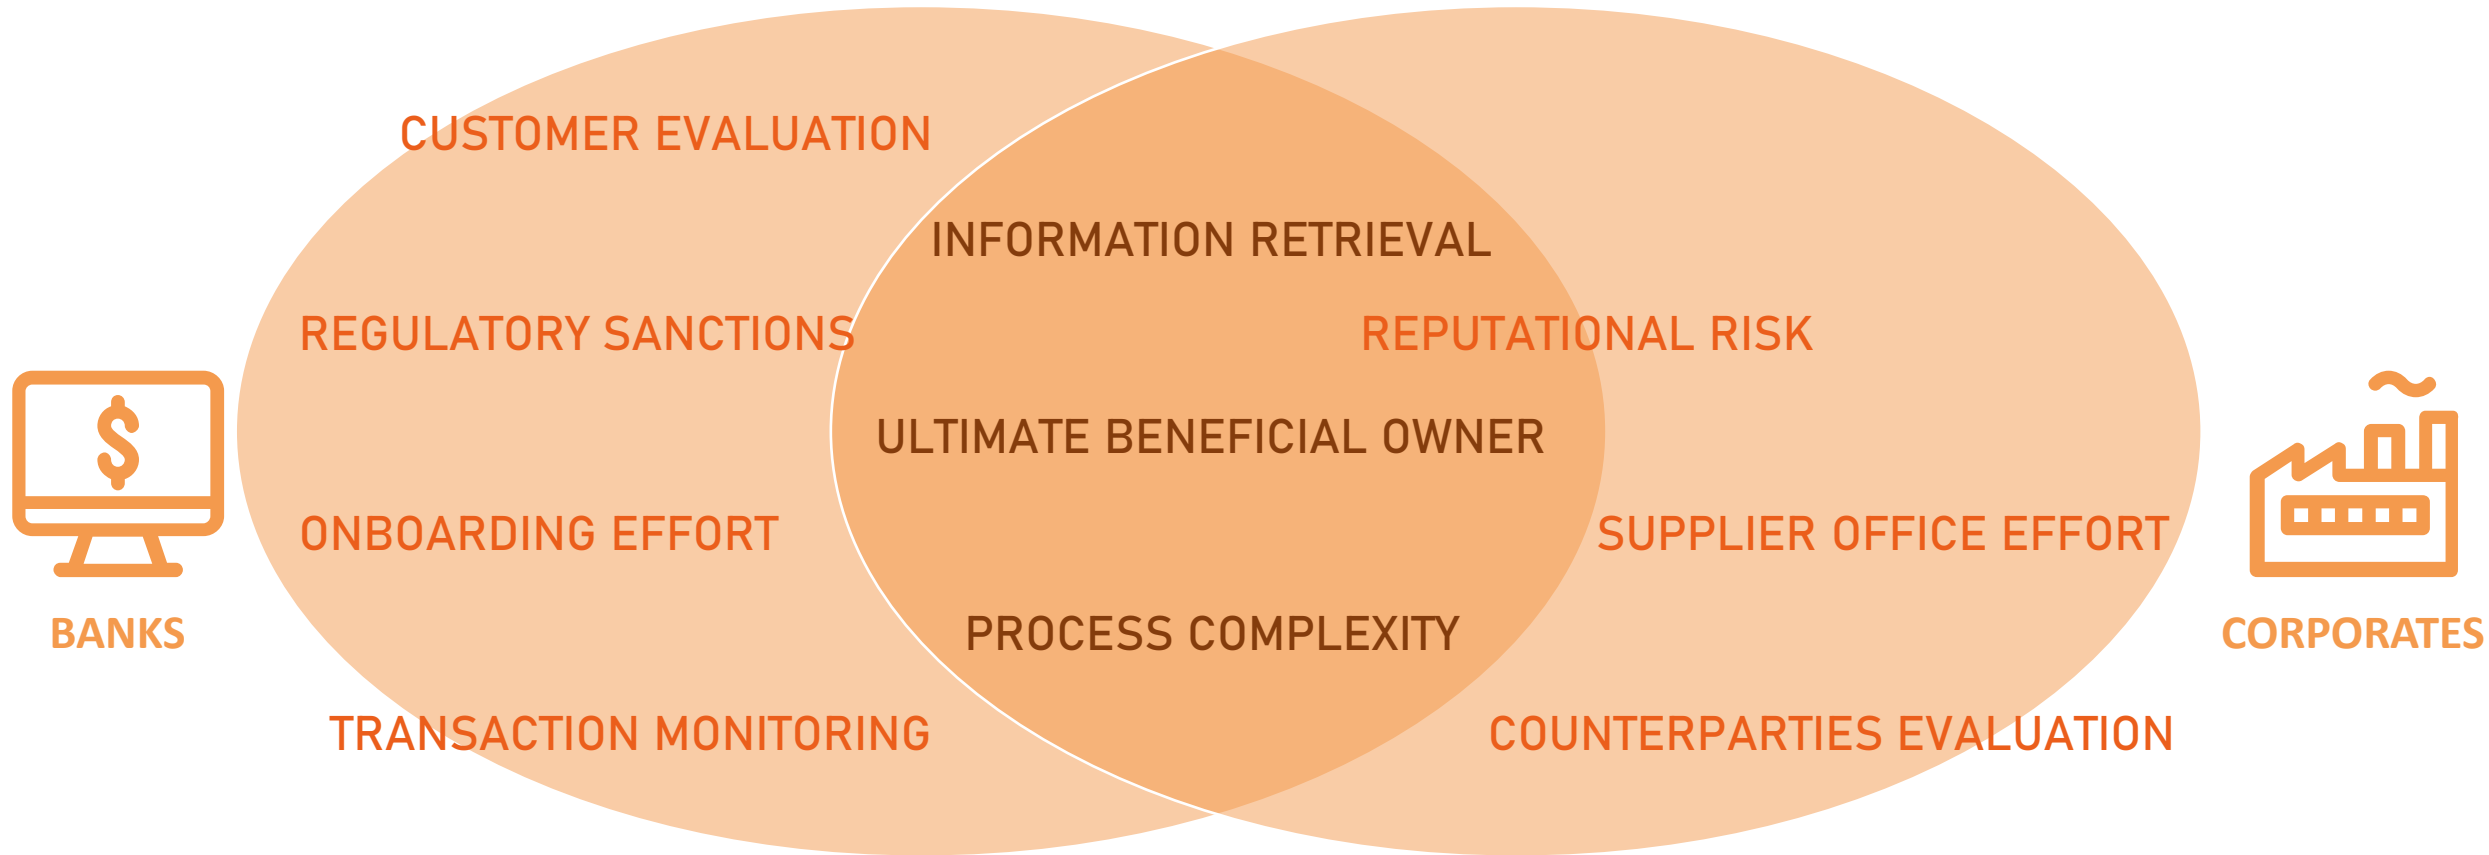 CUSTOMER EVALUATION
INFORMATION RETRIEVAL
REGULATORY SANCTIONS
REPUTATIONAL RISK
ULTIMATE BENEFICIAL OWNER
ONBOARDING EFFORT
SUPPLIER OFFICE EFFORT
$
BANKS
PROCESS COMPLEXITY
CORPORATES
TRANSACTION MONITORING
COUNTERPARTIES EVALUATION